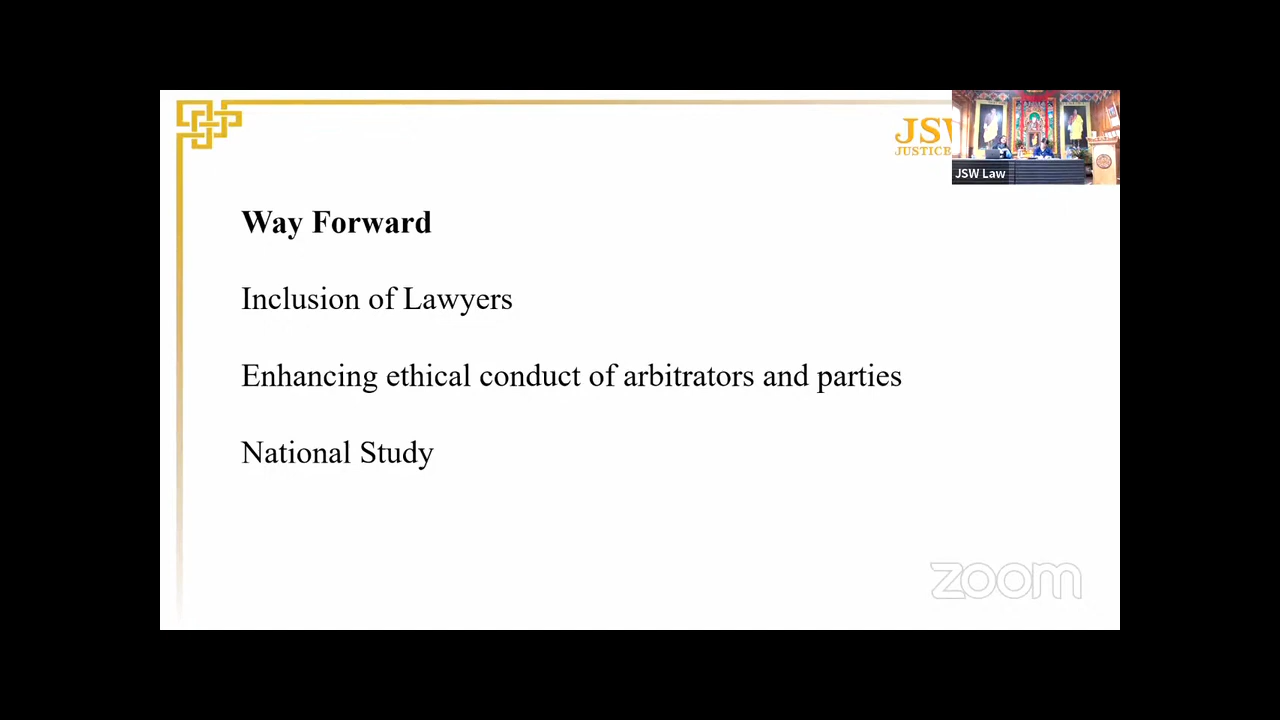 JSW
JUSTICE
JSW Law
Way Forward
Inclusion of Lawyers
Enhancing ethical conduct of arbitrators and parties
National Study
zoom